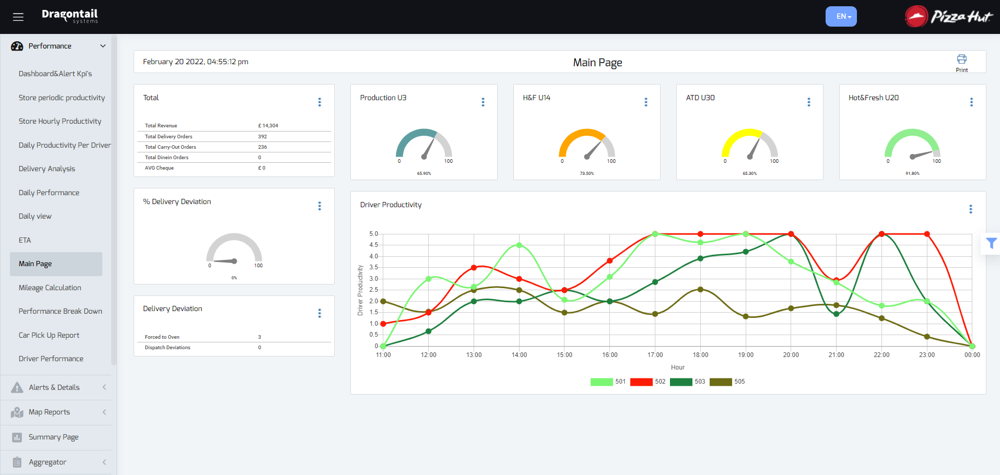 Dragontail
systems
EN
Pizza Hut
Performance
Dashboard&Alert Kpi's
Store periodic productivity
Store Hourly Productivity
Daily Productivity Per Driver
Delivery Analysis
Daily Performance
Daily view
ETA
Main Page
Mileage Calculation
Performance Break Down
Car Pick Up Report
Driver Performance
Alerts & Details
Map Reports
Summary Page
Aggregator
February 20 2022, 04:55:12 pm
Main Page
Print
Total
Total Revenue £ 14,304
Total Delivery Orders 392
Total Carry-Out Orders 236
Total Dinein Orders 0
AVG Cheque £ 0
Production U3
0 100
65.90%
H&F U14
0 100
73.50%
ATD U30
0 100
65.30%
Hot&Fresh U20
0 100
91.80%
% Delivery Deviation
0 100
0%
Delivery Deviation
Forced to Oven 3
Dispatch Deviations 0
Driver Productivity
Driver Productivity
5.0
4.5
4.0
3.5
3.0
2.5
2.0
1.5
1.0
0.5
0
11:00 12:00 13:00 14:00 15:00 16:00 17:00 18:00 19:00 20:00 21:00 22:00 23:00 00:00
Hour
501 502 503 505